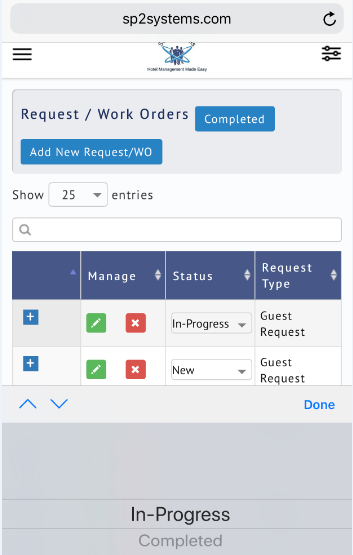 sp2systems.com
Hotel Management Made Easy
Request / Work Orders Completed
Add New Request/WO
Show 25 entries
Manage Status Request Type
In-Progress Guest Request
New Guest Request
Done
In-Progress
Completed